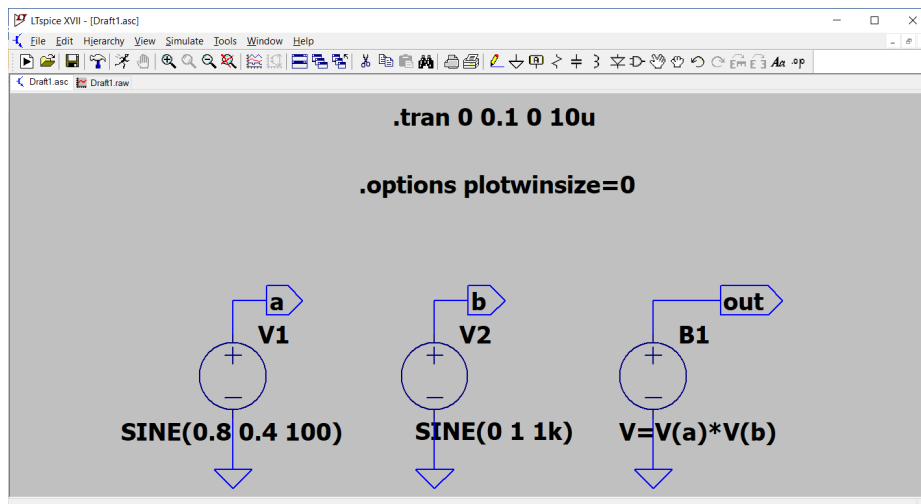 LTspice XVII - [Draft1.asc]
File Edit Hierarchy View Simulate Tools Window Help
Draft1.asc Draft1.raw
.tran 0 0.1 0 10u
.options plotwinsize=0
a b out
V1 V2 B1
SINE(0.8 0.4 100) SINE(0 1 1k) V=V(a)*V(b)